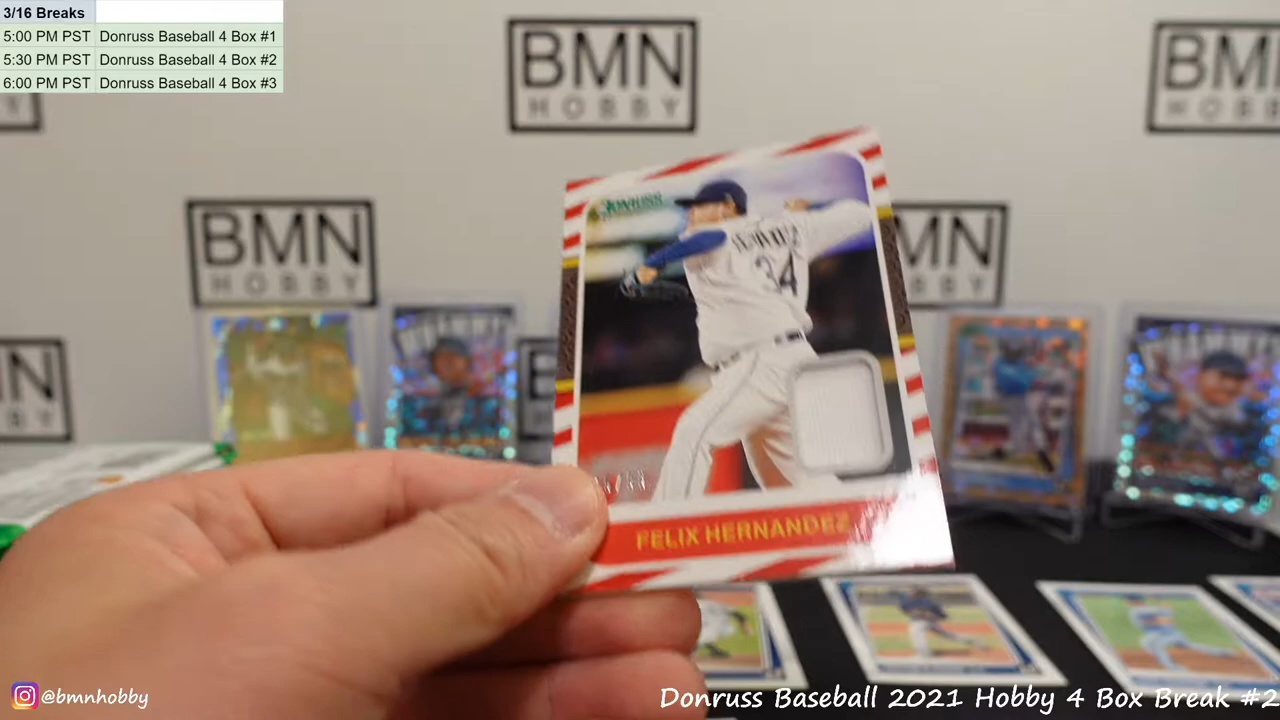 3/16 Breaks
5:00 PM PST Donruss Baseball 4 Box #1
5:30 PM PST Donruss Baseball 4 Box #2
6:00 PM PST Donruss Baseball 4 Box #3
BMN
HOBBY
BMN
HOBBY
BMN
HOBBY
DONRUSS
34
FELIX HERNANDEZ
@bmnhobby
Donruss Baseball 2021 Hobby 4 Box Break #2